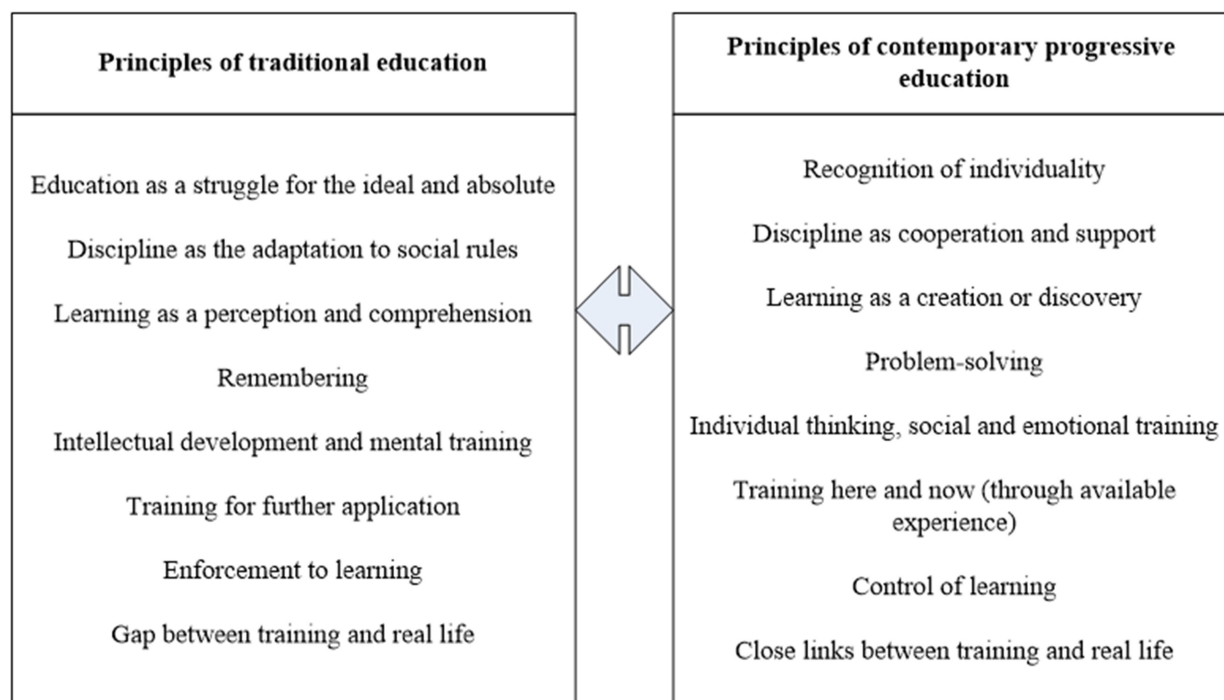 Principles of traditional education
Education as a struggle for the ideal and absolute
Discipline as the adaptation to social rules
Learning as a perception and comprehension
Remembering
Intellectual development and mental training
Training for further application
Enforcement to learning
Gap between training and real life
Principles of contemporary progressive
education
Recognition of individuality
Discipline as cooperation and support
Learning as a creation or discovery
Problem-solving
Individual thinking, social and emotional training
Training here and now (through available
experience)
Control of learning
Close links between training and real life